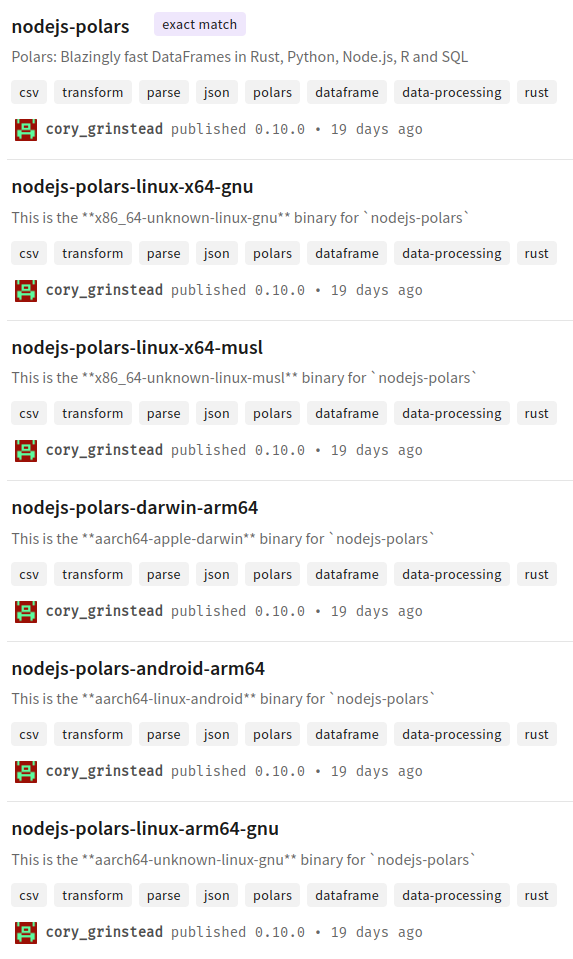 nodejs-polars exact match
Polars: Blazingly fast DataFrames in Rust, Python, Node.js, R and SQL
csv transform parse json polars dataframe data-processing rust
cory_grinstead published 0.10.0 • 19 days ago
nodejs-polars-linux-x64-gnu
This is the **x86_64-unknown-linux-gnu** binary for `nodejs-polars`
csv transform parse json polars dataframe data-processing rust
cory_grinstead published 0.10.0 • 19 days ago
nodejs-polars-linux-x64-musl
This is the **x86_64-unknown-linux-musl** binary for `nodejs-polars`
csv transform parse json polars dataframe data-processing rust
cory_grinstead published 0.10.0 • 19 days ago
nodejs-polars-darwin-arm64
This is the **aarch64-apple-darwin** binary for `nodejs-polars`
csv transform parse json polars dataframe data-processing rust
cory_grinstead published 0.10.0 • 19 days ago
nodejs-polars-android-arm64
This is the **aarch64-linux-android** binary for `nodejs-polars`
csv transform parse json polars dataframe data-processing rust
cory_grinstead published 0.10.0 • 19 days ago
nodejs-polars-linux-arm64-gnu
This is the **aarch64-unknown-linux-gnu** binary for `nodejs-polars`
csv transform parse json polars dataframe data-processing rust
cory_grinstead published 0.10.0 • 19 days ago